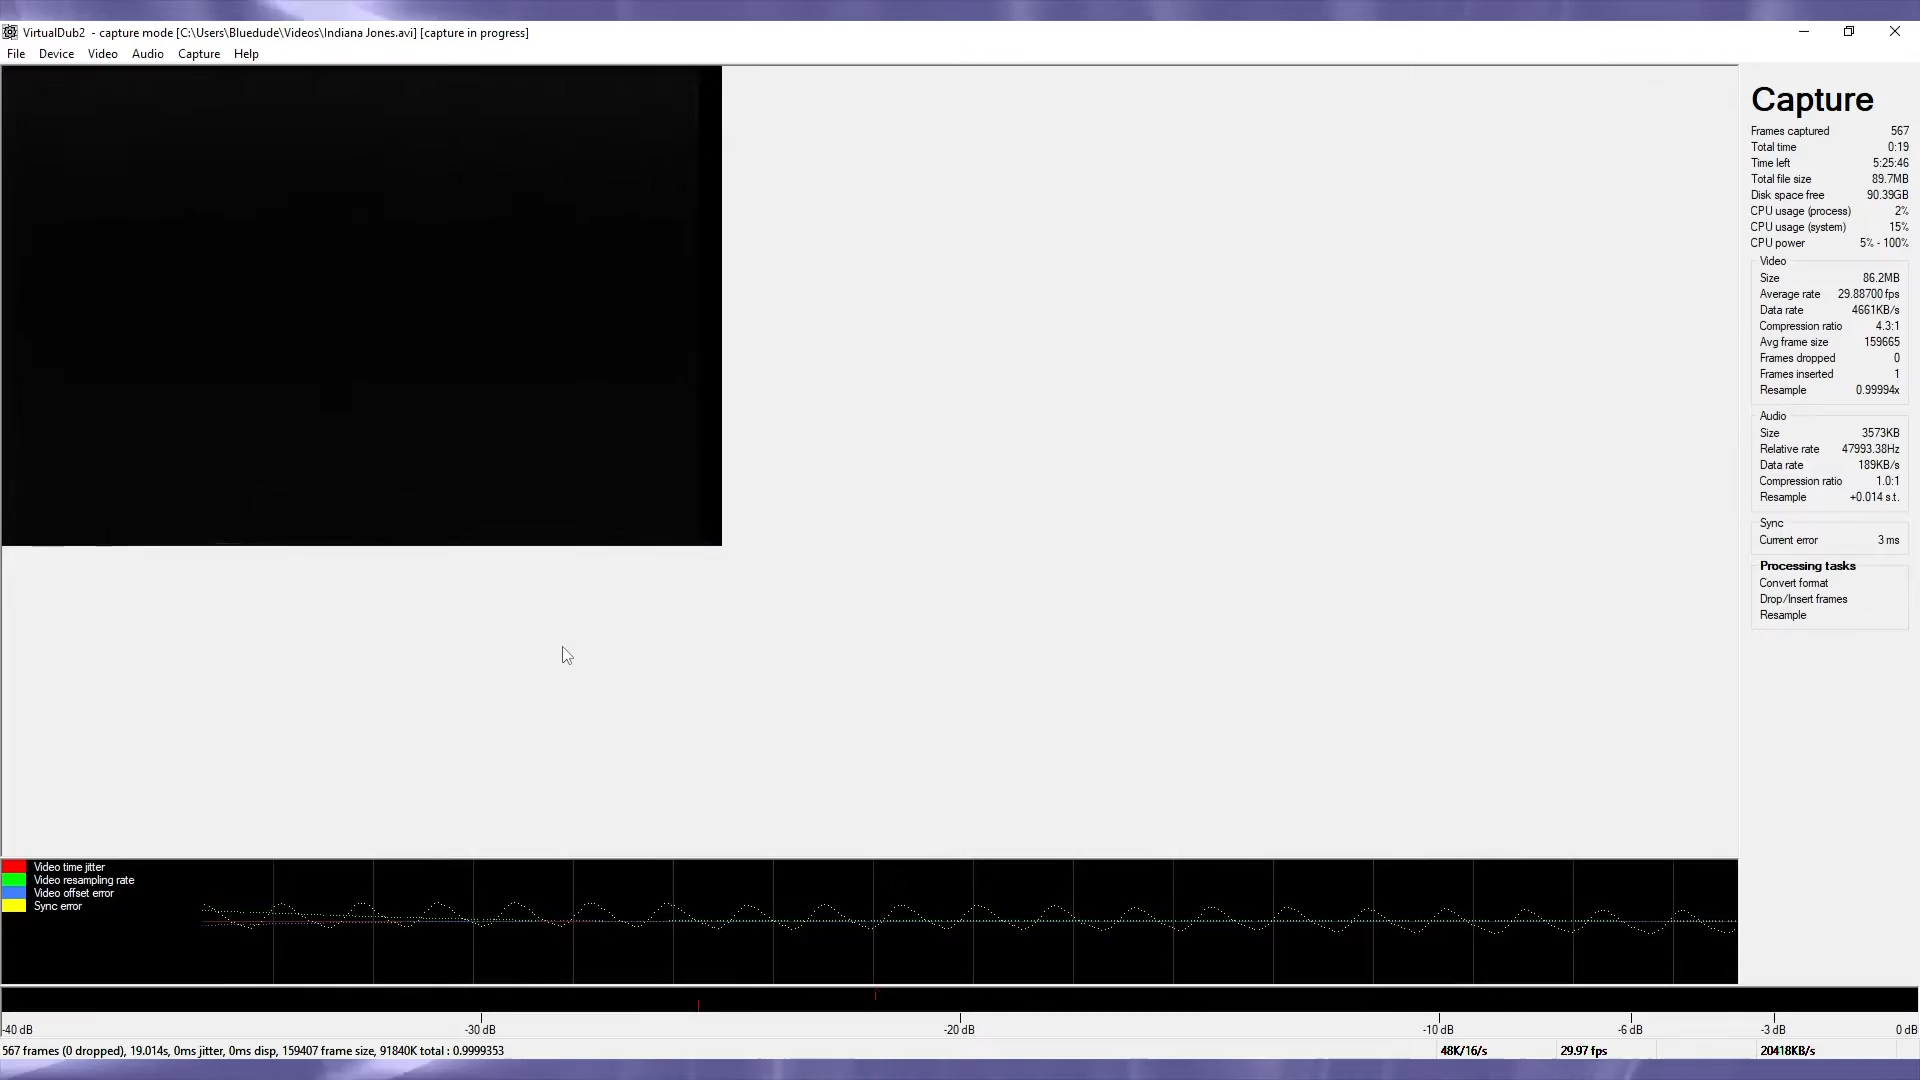 VirtualDub2 - capture mode [C:\Users\Bluedude\Videos\Indiana Jones.avi] [capture in progress]
File Device Video Audio Capture Help
Capture
Frames captured 567
Total time 0:19
Time left 5:25:46
Total file size 89.7MB
Disk space free 90.39GB
CPU usage (process) 2%
CPU usage (system) 15%
CPU power 5% - 100%
Video
Size 86.2MB
Average rate 29.88700 fps
Data rate 4661KB/s
Compression ratio 4.3:1
Avg frame size 159665
Frames dropped 0
Frames inserted 1
Resample 0.99994x
Audio
Size 3573KB
Relative rate 47993.38Hz
Data rate 189KB/s
Compression ratio 1.0:1
Resample +0.014 s.t.
Sync
Current error 3 ms
Processing tasks
Convert format
Drop/Insert frames
Resample
Video time jitter
Video resampling rate
Video offset error
Sync error
-40 dB -30 dB -20 dB -10 dB -6 dB -3 dB 0 dB
567 frames (0 dropped), 19.014s, 0ms jitter, 0ms disp, 159407 frame size, 91840K total : 0.9999353 48K/16/s 29.97 fps 20418KB/s